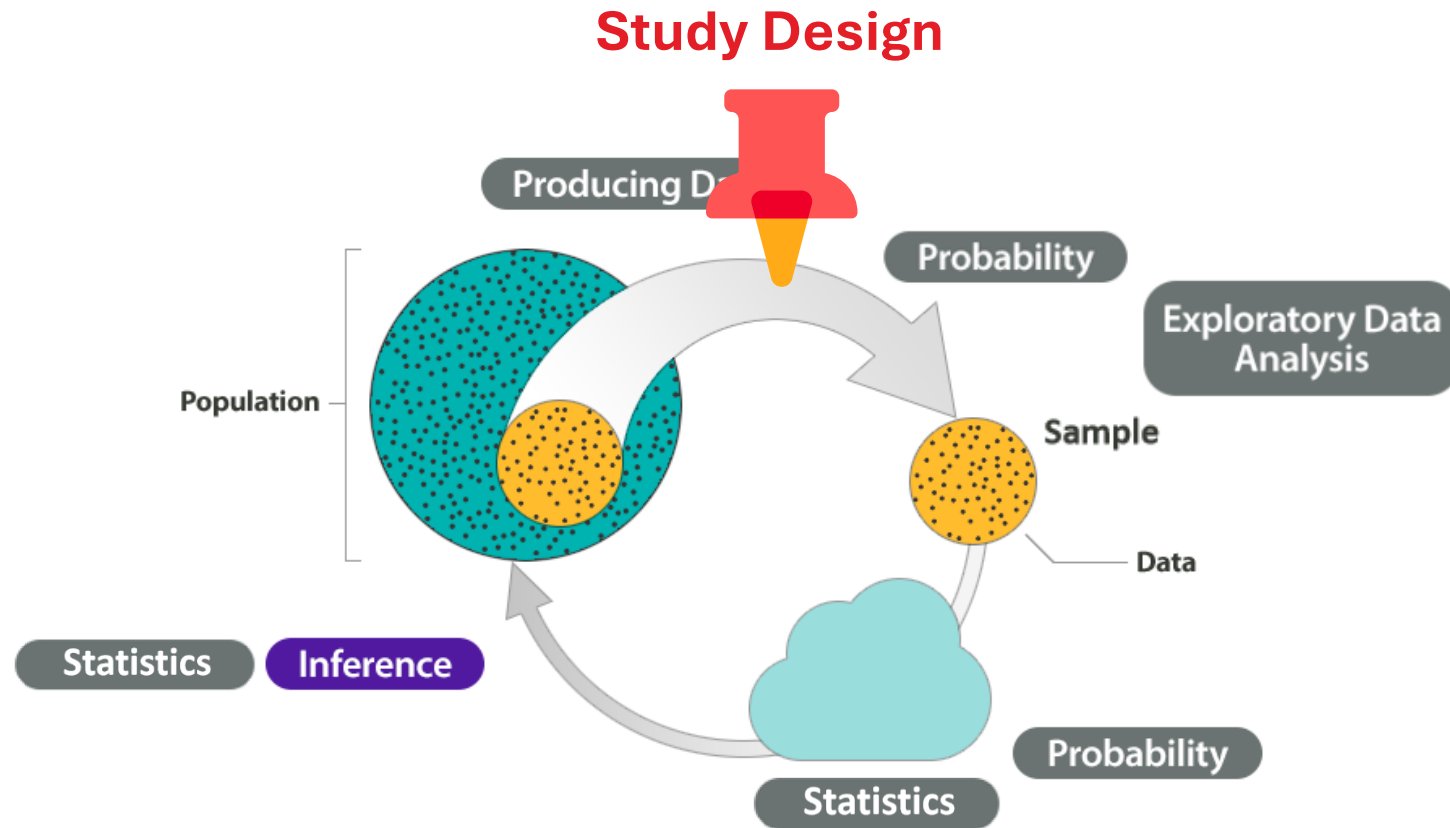 Study Design
Producing Da
Probability
Exploratory Data
Analysis
Population
Sample
Data
Statistics
Inference
Probability
Statistics